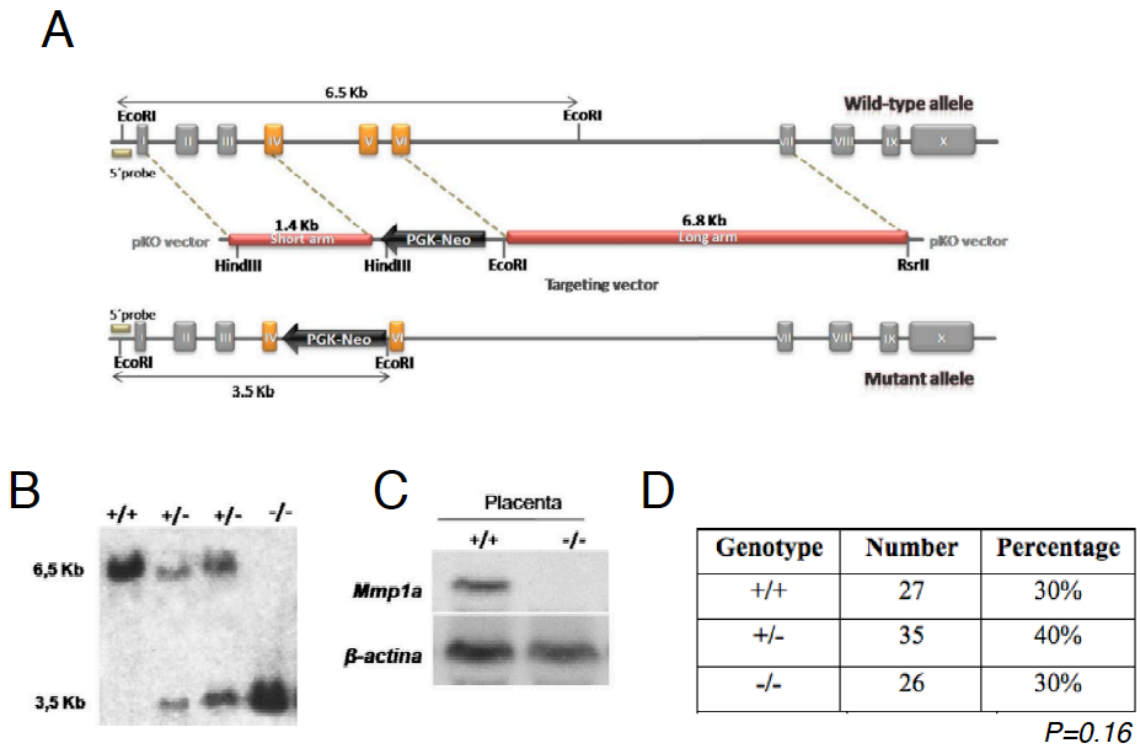 A
6.5 Kb
EcoRI EcoRI Wild-type allele
I II III IV V VI VII VIII IX X
5´probe
1.4 Kb 6.8 Kb
pKO vector Short arm PGK-Neo Long arm pKO vector
HindIII HindIII EcoRI RsrII
Targeting vector
5´probe
I II III IV PGK-Neo VI VII VIII IX X
EcoRI EcoRI
Mutant allele
3.5 Kb
B
+/+ +/- +/- -/-
6,5 Kb
3,5 Kb
C
Placenta
+/+ -/-
Mmp1a
β-actina
D
Genotype Number Percentage
+/+ 27 30%
+/- 35 40%
-/- 26 30%
P=0.16